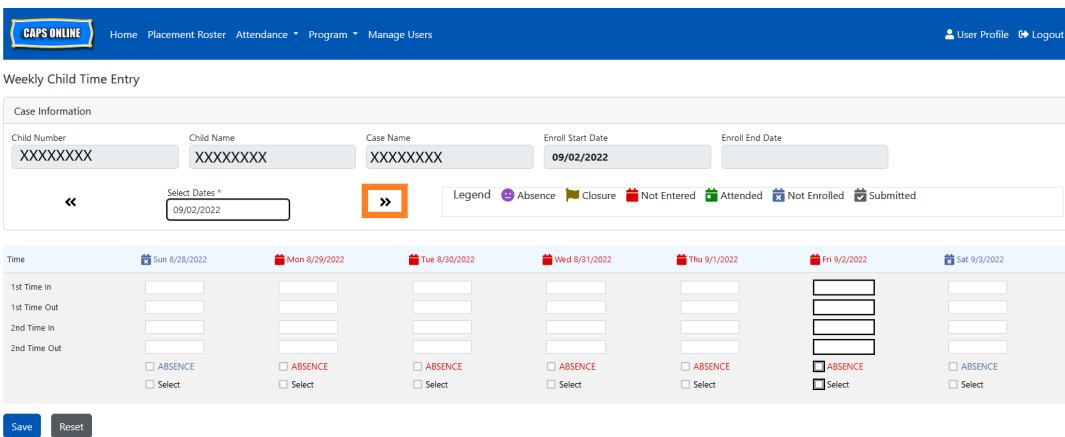 CAPS ONLINE Home Placement Roster Attendance Program Manage Users User Profile Logout
Weekly Child Time Entry
Case Information
Child Number Child Name Case Name Enroll Start Date Enroll End Date
XXXXXXXX XXXXXXXX XXXXXXXX 09/02/2022
« Select Dates * » Legend Absence Closure Not Entered Attended Not Enrolled Submitted
09/02/2022
Time Sun 8/28/2022 Mon 8/29/2022 Tue 8/30/2022 Wed 8/31/2022 Thu 9/1/2022 Fri 9/2/2022 Sat 9/3/2022
1st Time In
1st Time Out
2nd Time In
2nd Time Out
ABSENCE ABSENCE ABSENCE ABSENCE ABSENCE ABSENCE ABSENCE
Select Select Select Select Select Select Select
Save Reset